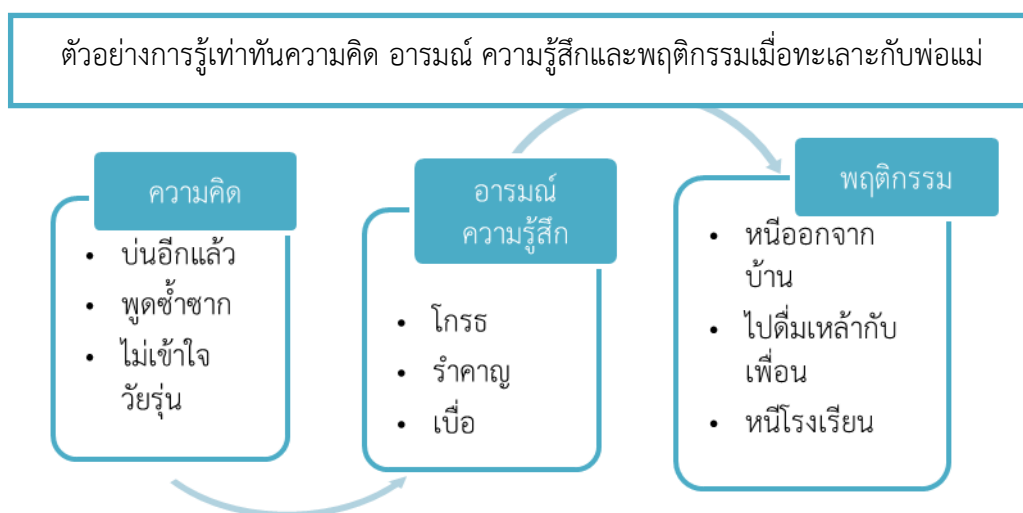 ตัวอย่างการรู้เท่าทันความคิด อารมณ์ ความรู้สึกและพฤติกรรมเมื่อทะเลาะกับพ่อแม่
ความคิด
• บ่นอีกแล้ว
• พูดซ้ำซาก
• ไม่เข้าใจ
วัยรุ่น
อารมณ์
ความรู้สึก
• โกรธ
• รำคาญ
• เบื่อ
พฤติกรรม
• หนีออกจาก
บ้าน
• ไปดื่มเหล้ากับ
เพื่อน
• หนีโรงเรียน